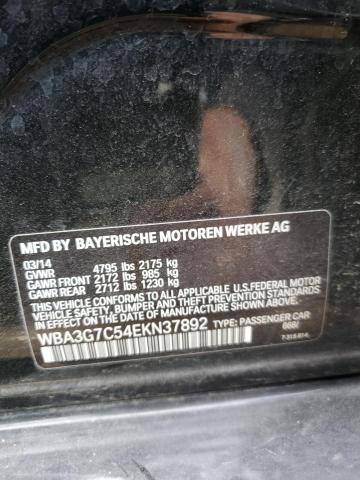 MFD BY BAYERISCHE MOTOREN WERKE AG
03/14
GVWR 4795 lbs 2175 kg
GAWR FRONT 2172 lbs 985 kg
GAWR REAR 2712 lbs 1230 kg
THIS VEHICLE CONFORMS TO ALL APPLICABLE U.S. FEDERAL MOTOR
VEHICLE SAFETY, BUMPER AND THEFT PREVENTION STANDARDS
IN EFFECT ON THE DATE OF MANUFACTURE SHOWN ABOVE.
WBA3G7C54EKN37892 TYPE: PASSENGER CAR